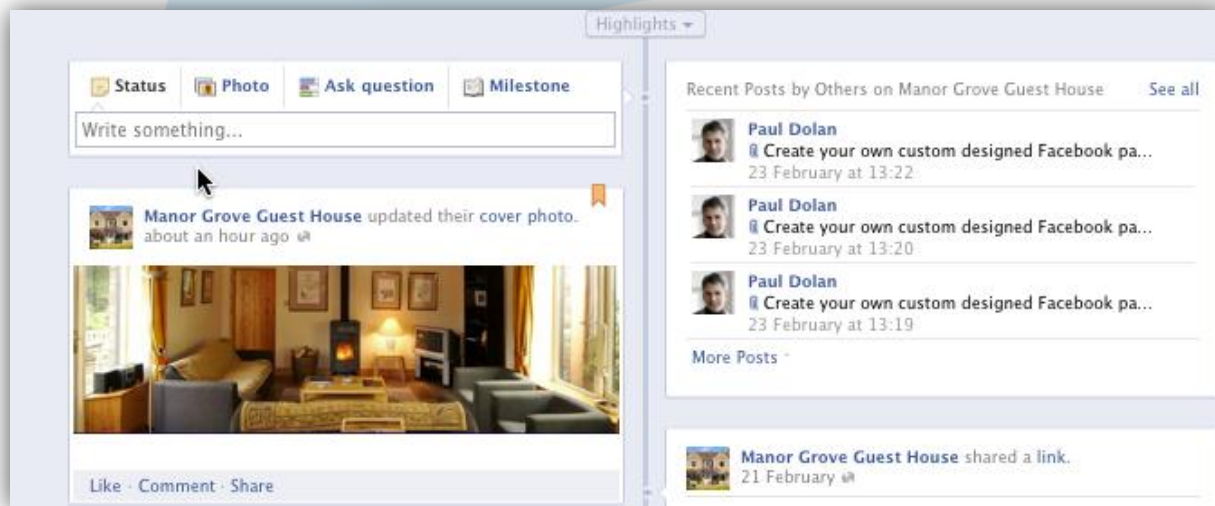 Highlights
Status Photo Ask question Milestone
Write something...
Manor Grove Guest House updated their cover photo.
about an hour ago
Like · Comment · Share
Recent Posts by Others on Manor Grove Guest House See all
Paul Dolan
Create your own custom designed Facebook pa...
23 February at 13:22
Paul Dolan
Create your own custom designed Facebook pa...
23 February at 13:20
Paul Dolan
Create your own custom designed Facebook pa...
23 February at 13:19
More Posts
Manor Grove Guest House shared a link.
21 February